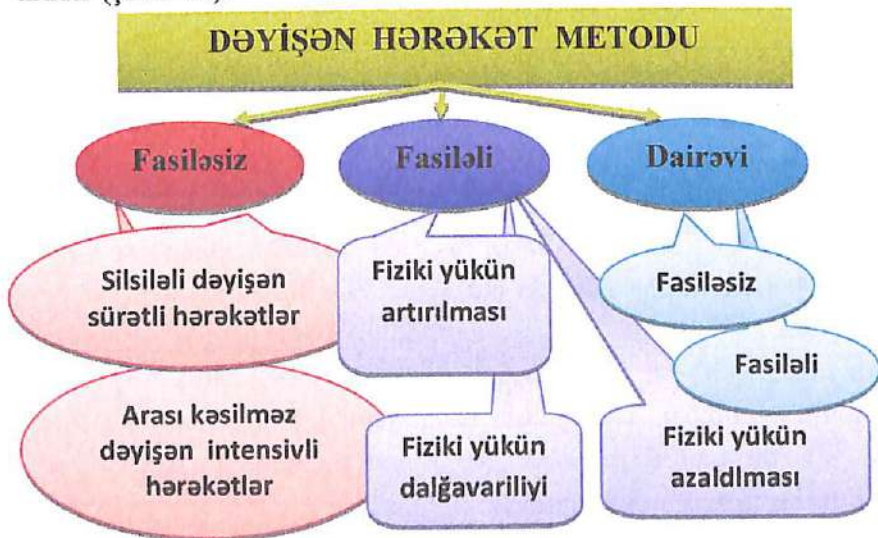 DƏYİŞƏN HƏRƏKƏT METODU
Fasiləsiz
Fasiləli
Dairəvi
Silsiləli dəyişən
sürətli hərəkətlər
Fiziki yükün
artırılması
Fasiləsiz
Fasiləli
Arası kəsilməz
dəyişən intensivli
hərəkətlər
Fiziki yükün
dalğavariliyi
Fiziki yükün
azaldlması